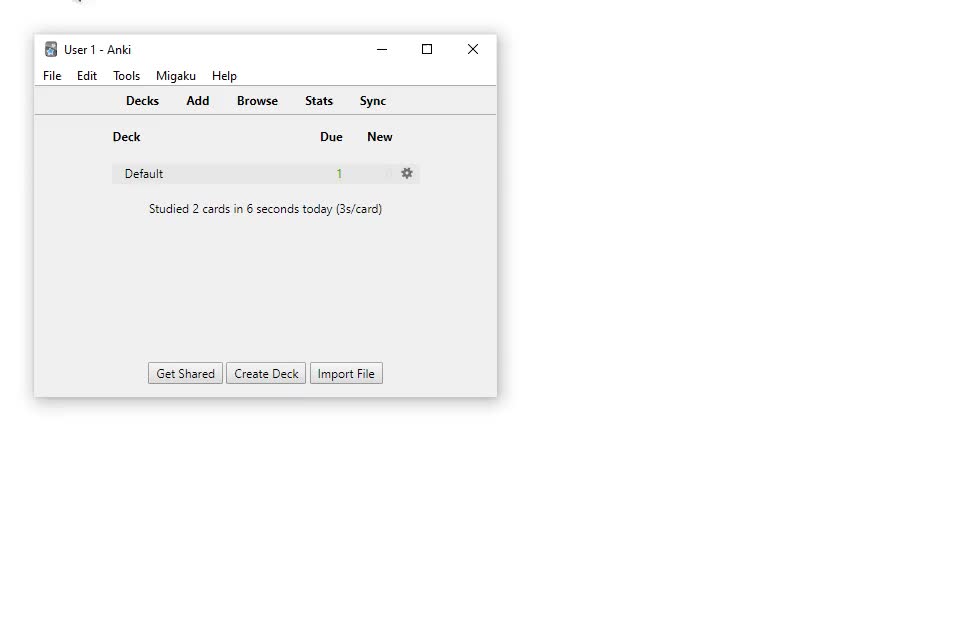 User 1 - Anki
File Edit Tools Migaku Help
Decks Add Browse Stats Sync
Deck Due New
Default 1 0
Studied 2 cards in 6 seconds today (3s/card)
Get Shared Create Deck Import File